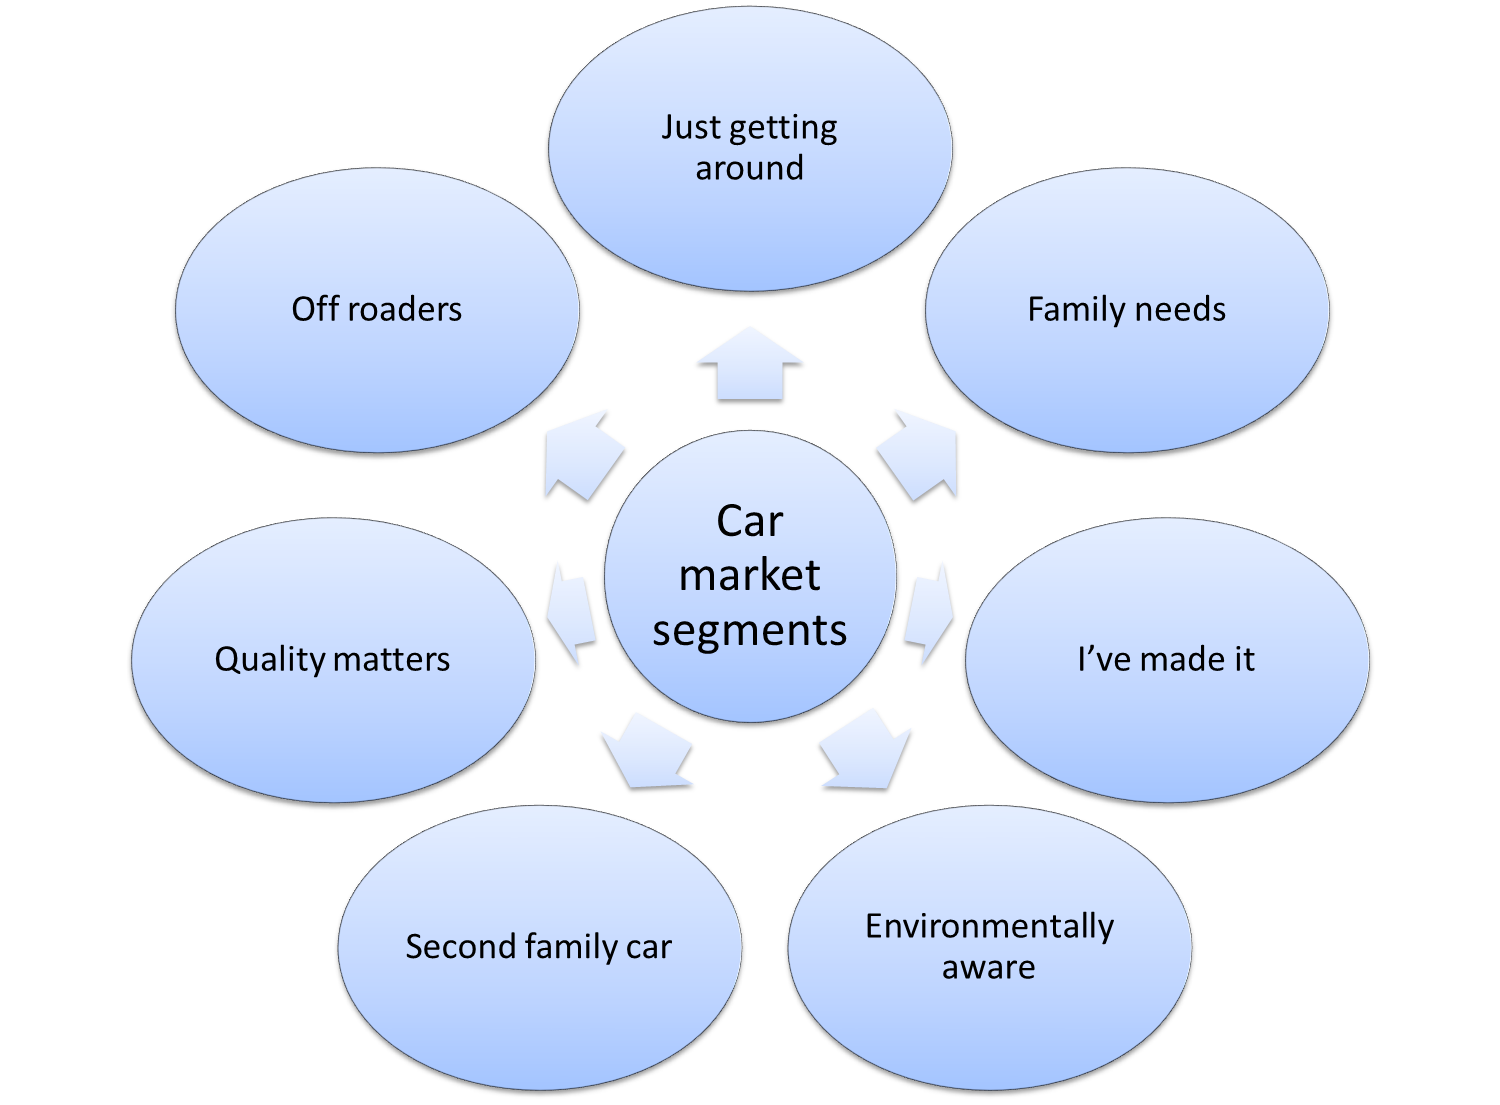 Just getting
around
Off roaders
Family needs
Car
market
segments
Quality matters
I’ve made it
Second family car
Environmentally
aware